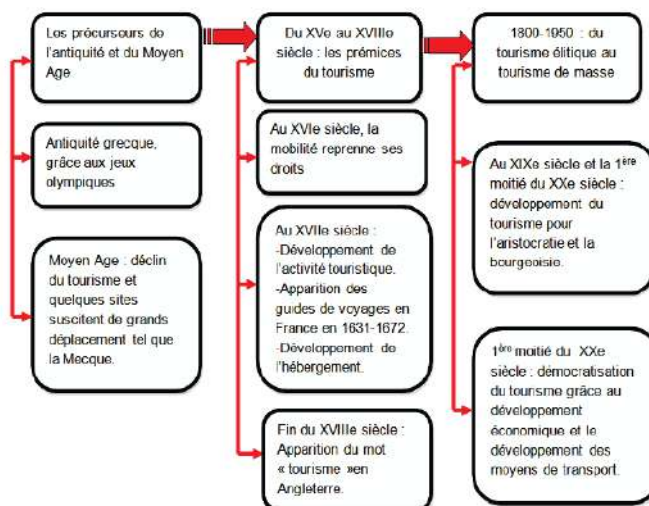 Les précurseurs de
l'antiquité et du Moyen
Age
Antiquité grecque,
grâce aux jeux
olympiques
Moyen Age : déclin
du tourisme et
quelques sites
suscitent de grands
déplacement tel que
la Mecque.
Du XVe au XVIIIe
siècle : les prémices
du tourisme
Au XVIe siècle, la
mobilité reprenne ses
droits
Au XVIIe siècle :
-Développement de
l'activité touristique.
-Apparition des
guides de voyages en
France en 1631-1672.
-Développement de
l'hébergement.
Fin du XVIIIe siècle :
Apparition du mot
« tourisme »en
Angleterre.
1800-1950 : du
tourisme élitique au
tourisme de masse
Au XIXe siècle et la 1ère
moitié du XXe siècle :
développement du
tourisme pour
l'aristocratie et la
bourgeoisie.
1ère moitié du XXe
siècle : démocratisation
du tourisme grâce au
développement
économique et le
développement des
moyens de transport.